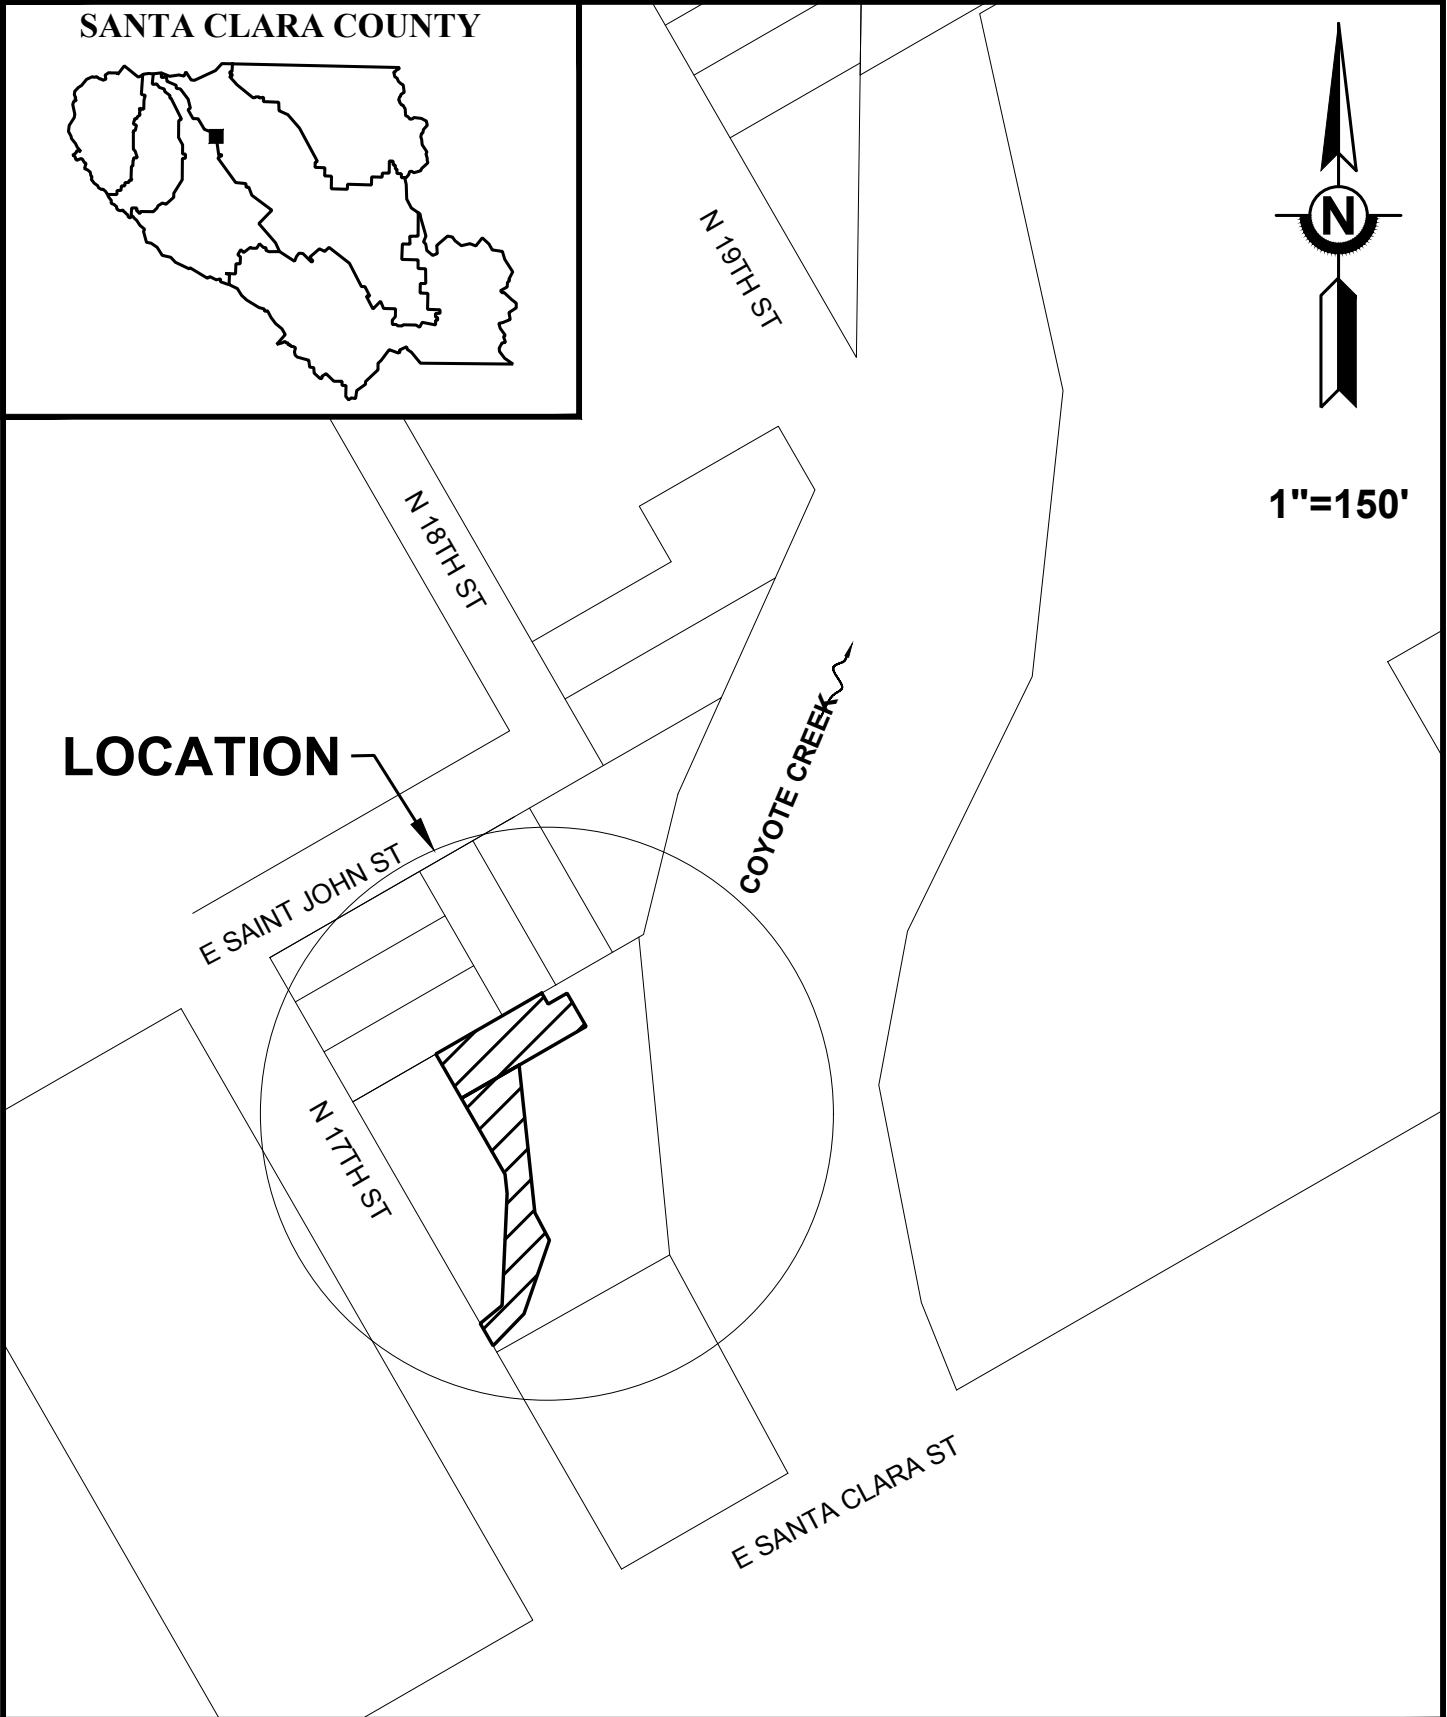 SANTA CLARA COUNTY
N
1"=150'
N 19TH ST
N 18TH ST
LOCATION
COYOTE CREEK
E SAINT JOHN ST
N 17TH ST
E SANTA CLARA ST